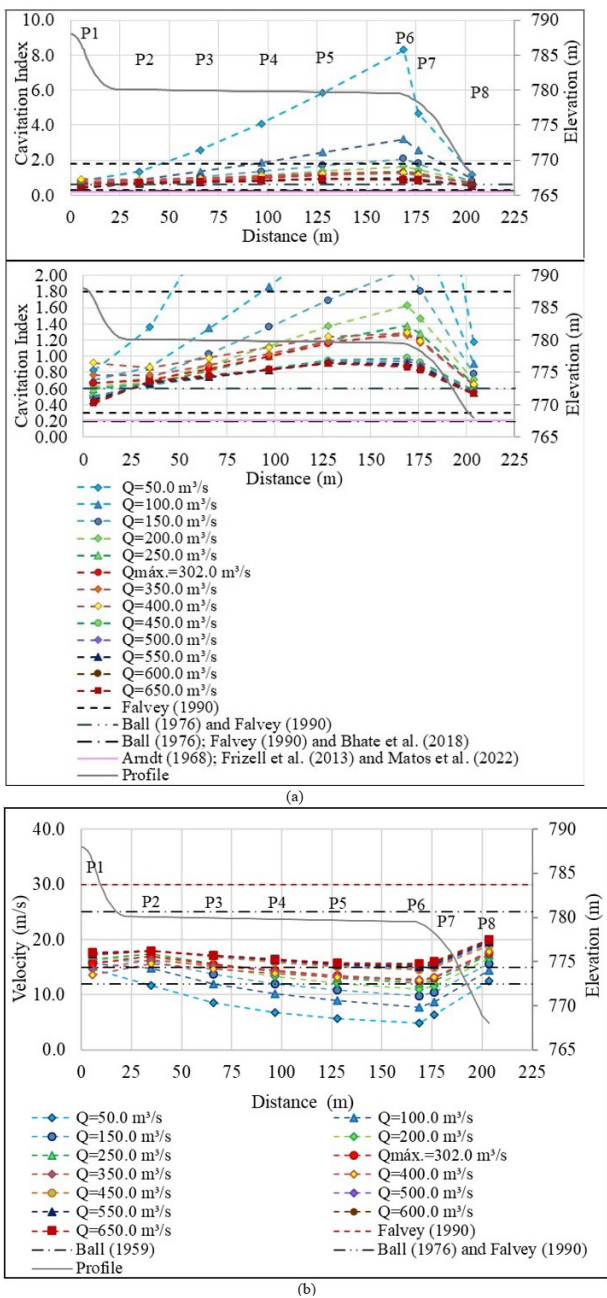 10.0
8.0
6.0
4.0
2.0
0.0
Cavitation Index
P1
P2
P3
P4
P5
P6
P7
P8
790
785
780
775
770
765
Elevation (m)
0 25 50 75 100 125 150 175 200 225
Distance (m)
2.00
1.80
1.60
1.40
1.20
1.00
0.80
0.60
0.40
0.20
0.00
Cavitation Index
790
785
780
775
770
765
Elevation (m)
0 25 50 75 100 125 150 175 200 225
Distance (m)
Q=50.0 m³/s
Q=100.0 m³/s
Q=150.0 m³/s
Q=200.0 m³/s
Q=250.0 m³/s
Qmáx.=302.0 m³/s
Q=350.0 m³/s
Q=400.0 m³/s
Q=450.0 m³/s
Q=500.0 m³/s
Q=550.0 m³/s
Q=600.0 m³/s
Q=650.0 m³/s
Falvey (1990)
Ball (1976) and Falvey (1990)
Ball (1976); Falvey (1990) and Bhate et al. (2018)
Arndt (1968); Frizell et al. (2013) and Matos et al. (2022)
Profile
(a)
40.0
30.0
20.0
10.0
0.0
Velocity (m/s)
P1
P2
P3
P4
P5
P6
P7
P8
790
785
780
775
770
765
Elevation (m)
0 25 50 75 100 125 150 175 200 225
Distance (m)
Q=50.0 m³/s Q=100.0 m³/s
Q=150.0 m³/s Q=200.0 m³/s
Q=250.0 m³/s Qmáx.=302.0 m³/s
Q=350.0 m³/s Q=400.0 m³/s
Q=450.0 m³/s Q=500.0 m³/s
Q=550.0 m³/s Q=600.0 m³/s
Q=650.0 m³/s Falvey (1990)
Ball (1959) Ball (1976) and Falvey (1990)
Profile
(b)